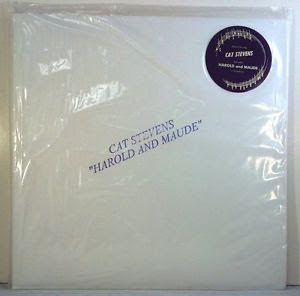 CAT STEVENS
HAROLD and MAUDE
CAT STEVENS
"HAROLD AND MAUDE"